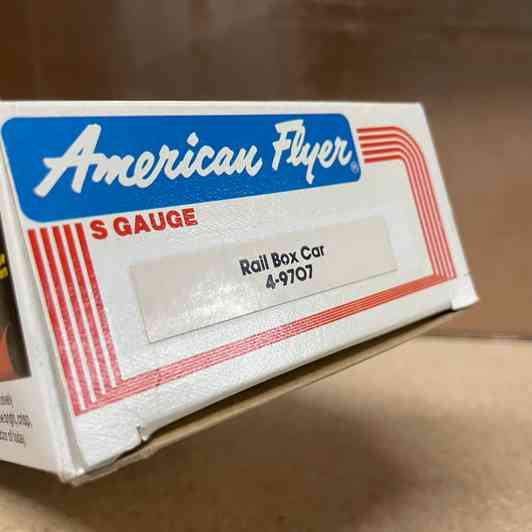 American Flyer®
S GAUGE
Rail Box Car
4-9707